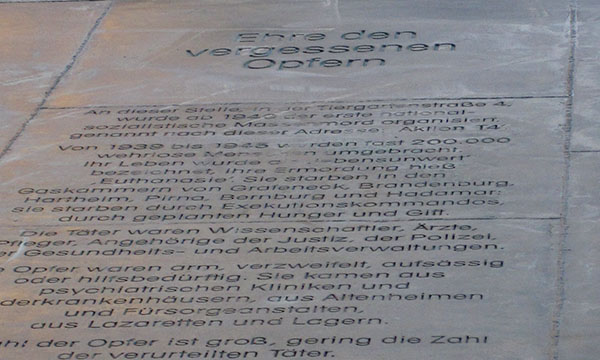 Ehre den
vergessenen
Opfern
An dieser Stelle, in der Tiergartenstraße 4,
wurde ab 1940 der erste national-
sozialistische Massenmord organisiert,
genannt nach dieser Adresse: „Aktion T4“
Von 1939 bis 1945 wurden fast 200.000
wehrlose Menschen umgebracht.
Ihr Leben wurde als „lebensunwert“
bezeichnet, ihre Ermordung hieß
„Euthanasie“. Sie starben in den
Gaskammern von Grafeneck, Brandenburg,
Hartheim, Pirna, Bernburg und Hadamar;
sie starben durch Exekutionskommandos,
durch geplanten Hunger und Gift.
Die Täter waren Wissenschaftler, Ärzte,
Pfleger, Angehörige der Justiz, der Polizei,
der Gesundheits- und Arbeitsverwaltungen.
Opfer waren arm, verzweifelt, aufsässig
oder hilfsbedürftig. Sie kamen aus
psychiatrischen Kliniken und
derkrankenhäusern, aus Altenheimen
und Fürsorgeanstalten,
aus Lazaretten und Lagern.
hl der Opfer ist groß, gering die Zahl
der verurteilten Täter.